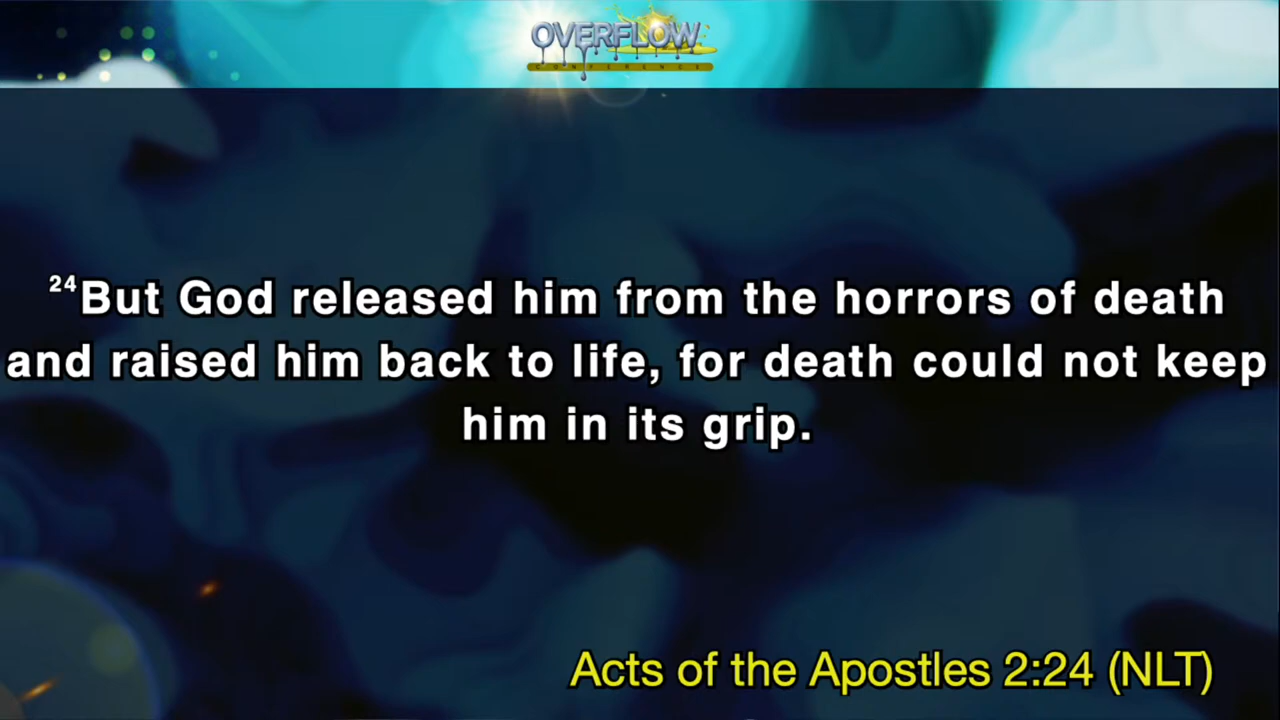 OVERFLOW
CONFERENCE
24But God released him from the horrors of death
and raised him back to life, for death could not keep
him in its grip.
Acts of the Apostles 2:24 (NLT)